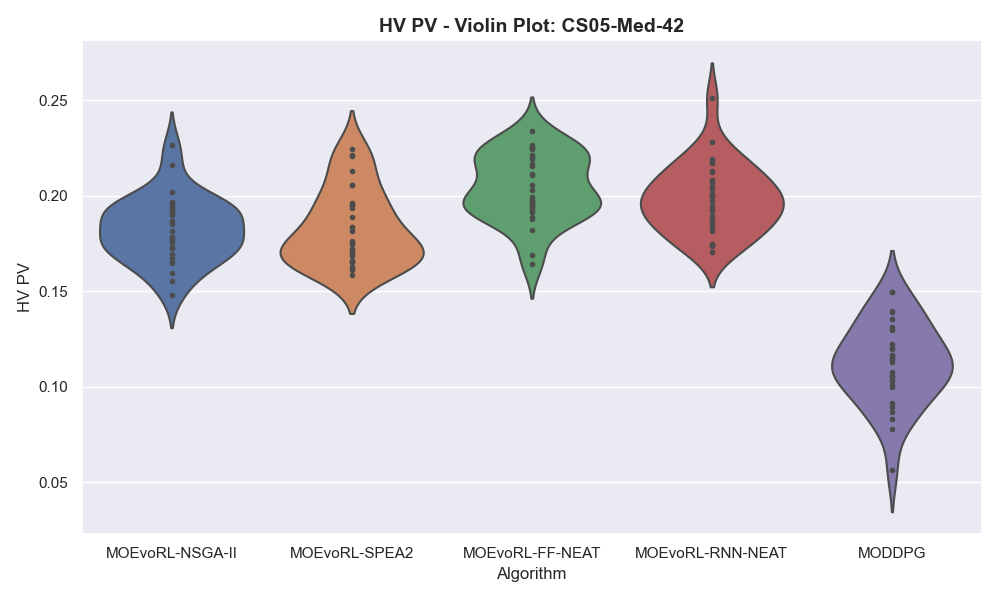 HV PV - Violin Plot: CS05-Med-42
HV PV
0.25
0.20
0.15
0.10
0.05
MOEvoRL-NSGA-II
MOEvoRL-SPEA2
MOEvoRL-FF-NEAT
MOEvoRL-RNN-NEAT
MODDPG
Algorithm